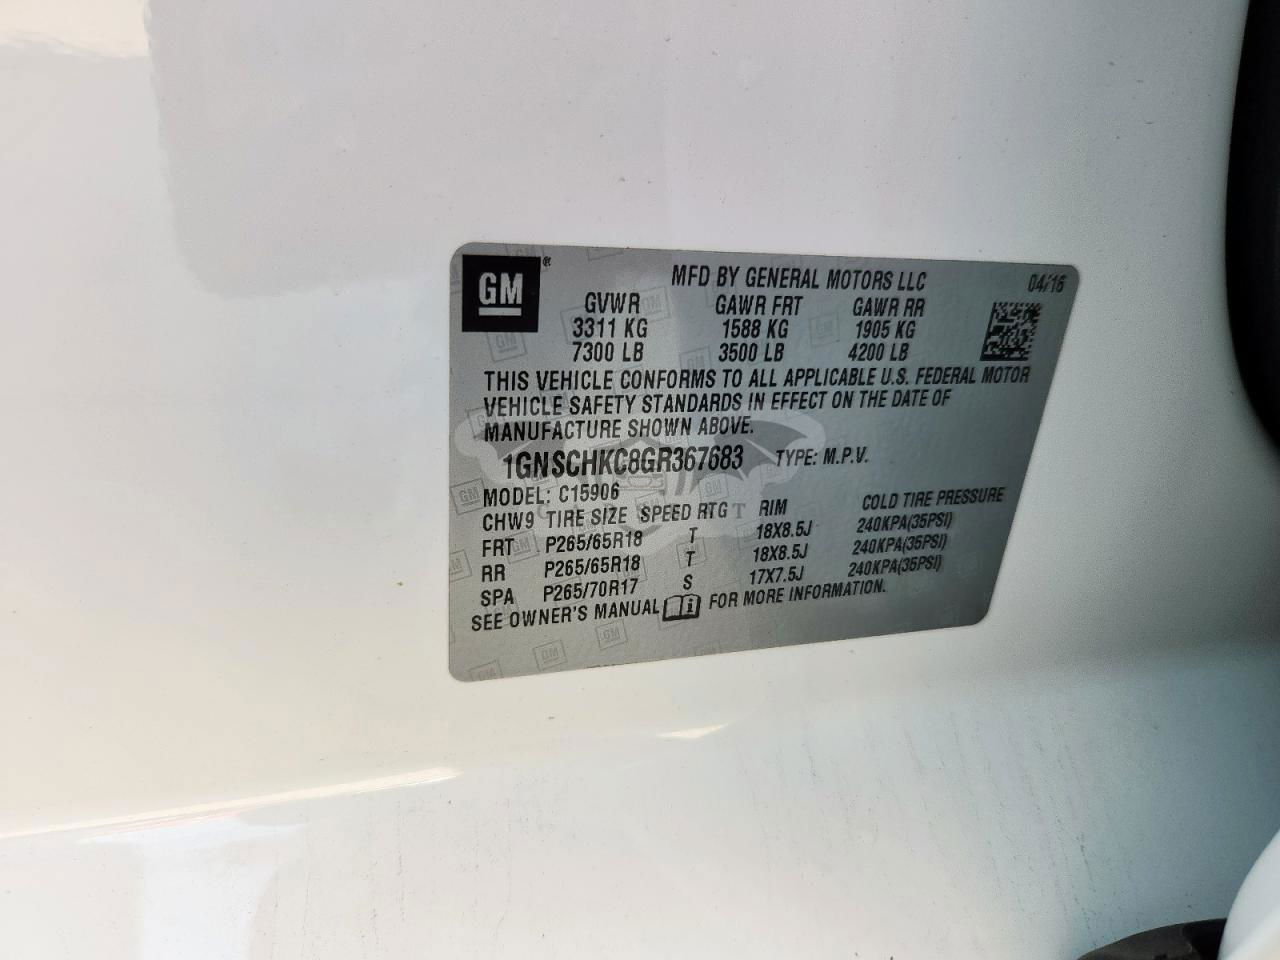 GM ® MFD BY GENERAL MOTORS LLC 04/16
GVWR GAWR FRT GAWR RR
3311 KG 1588 KG 1905 KG
7300 LB 3500 LB 4200 LB
THIS VEHICLE CONFORMS TO ALL APPLICABLE U.S. FEDERAL MOTOR
VEHICLE SAFETY STANDARDS IN EFFECT ON THE DATE OF
MANUFACTURE SHOWN ABOVE.
1GNSCHKC8GR367683 TYPE: M.P.V.
MODEL: C15906
CHW9 TIRE SIZE SPEED RTG RIM COLD TIRE PRESSURE
FRT P265/65R18 T 18X8.5J 240KPA(35PSI)
RR P265/65R18 T 18X8.5J 240KPA(35PSI)
SPA P265/70R17 S 17X7.5J 240KPA(35PSI)
SEE OWNER'S MANUAL i FOR MORE INFORMATION.